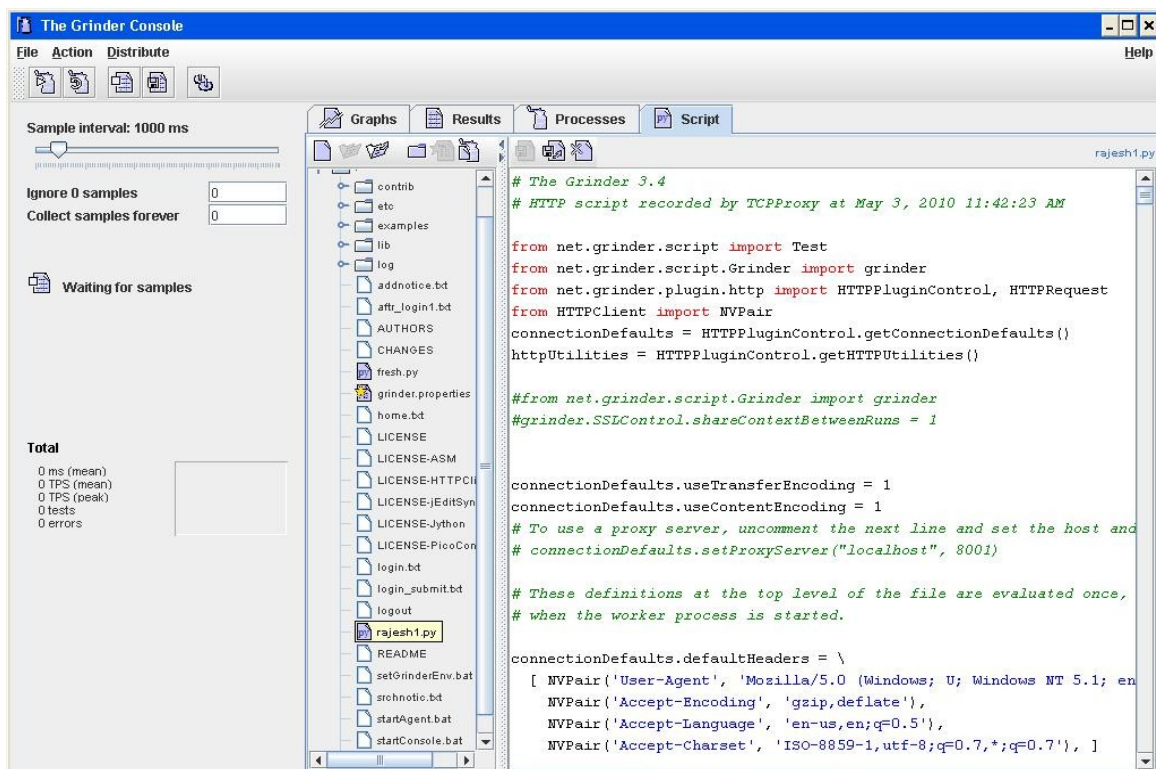 The Grinder Console
File Action Distribute
Help
Sample interval: 1000 ms
Ignore 0 samples
0
Collect samples forever
0
Waiting for samples
Total
0 ms (mean)
0 TPS (mean)
0 TPS (peak)
0 tests
0 errors
Graphs
Results
Processes
Script
contrib
etc
examples
lib
log
addnotice.txt
attr_login1.txt
AUTHORS
CHANGES
fresh.py
grinder.properties
home.txt
LICENSE
LICENSE-ASM
LICENSE-HTTPCli
LICENSE-jEditSyn
LICENSE-Jython
LICENSE-PicoCon
login.txt
login_submit.txt
logout
rajesh1.py
README
setGrinderEnv.bat
srchnotic.txt
startAgent.bat
startConsole.bat
rajesh1.py
# The Grinder 3.4
# HTTP script recorded by TCPProxy at May 3, 2010 11:42:23 AM
from net.grinder.script import Test
from net.grinder.script.Grinder import grinder
from net.grinder.plugin.http import HTTPPluginControl, HTTPRequest
from HTTPClient import NVPair
connectionDefaults = HTTPPluginControl.getConnectionDefaults()
httpUtilities = HTTPPluginControl.getHTTPUtilities()
#from net.grinder.script.Grinder import grinder
#grinder.SSLControl.shareContextBetweenRuns = 1
connectionDefaults.useTransferEncoding = 1
connectionDefaults.useContentEncoding = 1
# To use a proxy server, uncomment the next line and set the host and
# connectionDefaults.setProxyServer("localhost", 8001)
# These definitions at the top level of the file are evaluated once,
# when the worker process is started.
connectionDefaults.defaultHeaders = \
[ NVPair('User-Agent', 'Mozilla/5.0 (Windows; U; Windows NT 5.1; en
NVPair('Accept-Encoding', 'gzip,deflate'),
NVPair('Accept-Language', 'en-us,en;q=0.5'),
NVPair('Accept-Charset', 'ISO-8859-1,utf-8;q=0.7,*;q=0.7'), ]